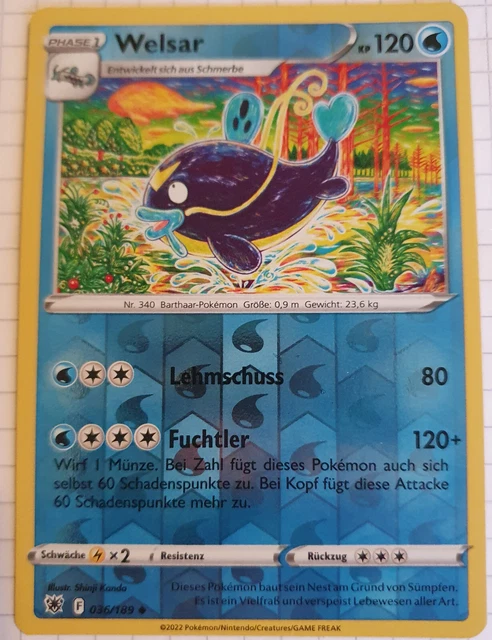 PHASE 1 Welsar KP 120
Entwickelt sich aus Schmerbe
Nr. 340 Barthaar-Pokémon Größe: 0,9 m Gewicht: 23,6 kg
Lehmschuss 80
Fuchtler 120+
Wirf 1 Münze. Bei Zahl fügt dieses Pokémon auch sich
selbst 60 Schadenspunkte zu. Bei Kopf fügt diese Attacke
60 Schadenspunkte mehr zu.
Schwäche ×2 Resistenz Rückzug
Illustr. Shinji Kanda
Dieses Pokémon baut sein Nest am Grund von Sümpfen.
Es ist ein Vielfraß und verspeist Lebewesen aller Art.
F 036/189
©2022 Pokémon/Nintendo/Creatures/GAME FREAK